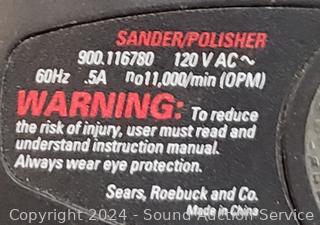 SANDER/POLISHER
900.116780 120 V AC~
60Hz .5A no11,000/min (OPM)
WARNING: To reduce
the risk of injury, user must read and
understand instruction manual.
Always wear eye protection.
Sears, Roebuck and Co.
Made in China
Copyright © 2024 - Sound Auction Service